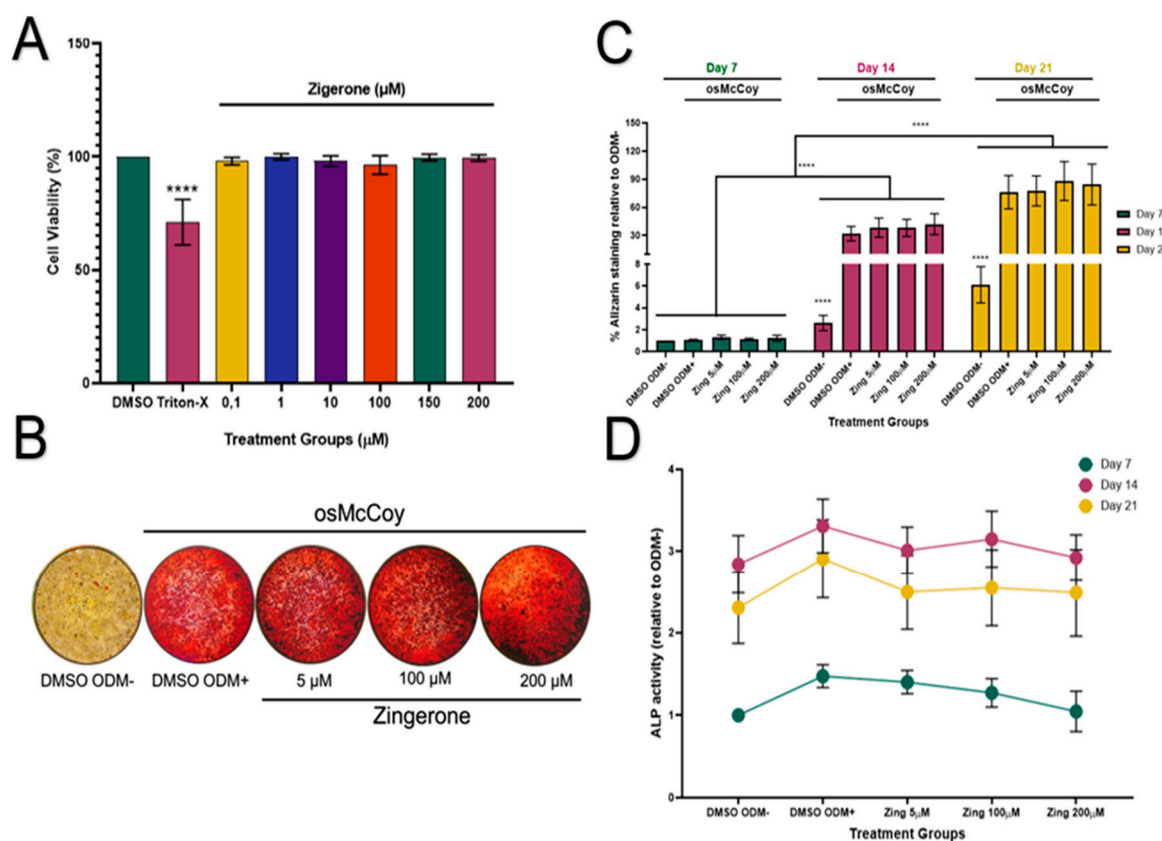 A
150
100
50
0
Cell Viability (%)
Zigerone (µM)
****
DMSO Triton-X 0,1 1 10 100 150 200
Treatment Groups (µM)
B
osMcCoy
DMSO ODM- DMSO ODM+ 5 µM 100 µM 200 µM
Zingerone
C
Day 7 Day 14 Day 21
osMcCoy osMcCoy osMcCoy
% Alizarin staining relative to ODM-
150
120
90
60
30
8
6
4
2
0
****
****
****
****
Day 7
Day 1
Day 2
DMSO ODM- DMSO ODM+ Zing 5µM Zing 100µM Zing 200µM DMSO ODM- DMSO ODM+ Zing 5µM Zing 100µM Zing 200µM DMSO ODM- DMSO ODM+ Zing 5µM Zing 100µM Zing 200µM
Treatment Groups
D
Day 7
Day 14
Day 21
ALP activity (relative to ODM-)
4
3
2
1
0
DMSO ODM- DMSO ODM+ Zing 5µM Zing 100µM Zing 200µM
Treatment Groups